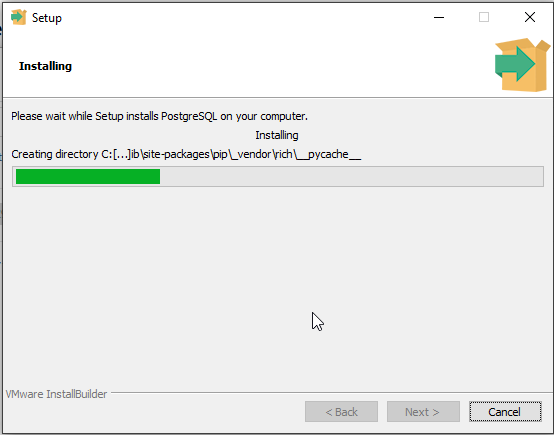 Setup
Installing
Please wait while Setup installs PostgreSQL on your computer.
Installing
Creating directory C:[...]ib\site-packages\pip\_vendor\rich\__pycache__
VMware InstallBuilder
< Back
Next >
Cancel